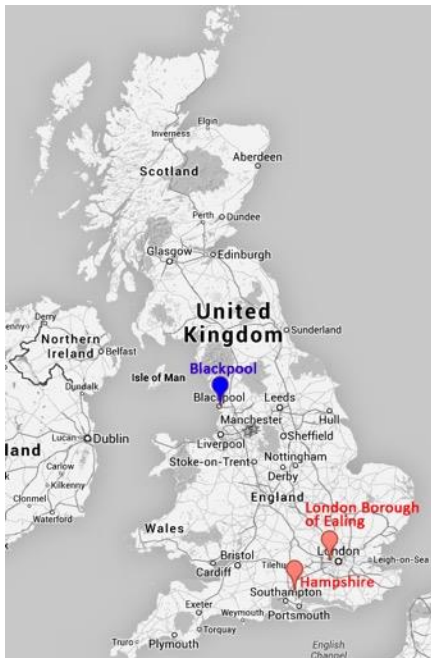 Elgin
Inverness
Scotland
Aberdeen
Perth
Dundee
Glasgow
Edinburgh
United
Kingdom
Derry
Northern
Ireland
Belfast
Sunderland
Isle of Man
Blackpool
Blackpool
Dundalk
Leeds
Hull
Manchester
land
Lucan
Dublin
Liverpool
Sheffield
Carlow
Stoke-on-Trent
Nottingham
Derby
Kilkenny
Clonmel
Waterford
England
Wales
London Borough
of Ealing
London
Leigh-on-Sea
Bristol
Cardiff
Tilehu
Hampshire
Southampton
Portsmouth
Exeter
Weymouth
Torquay
Plymouth
Truro
English
Channel